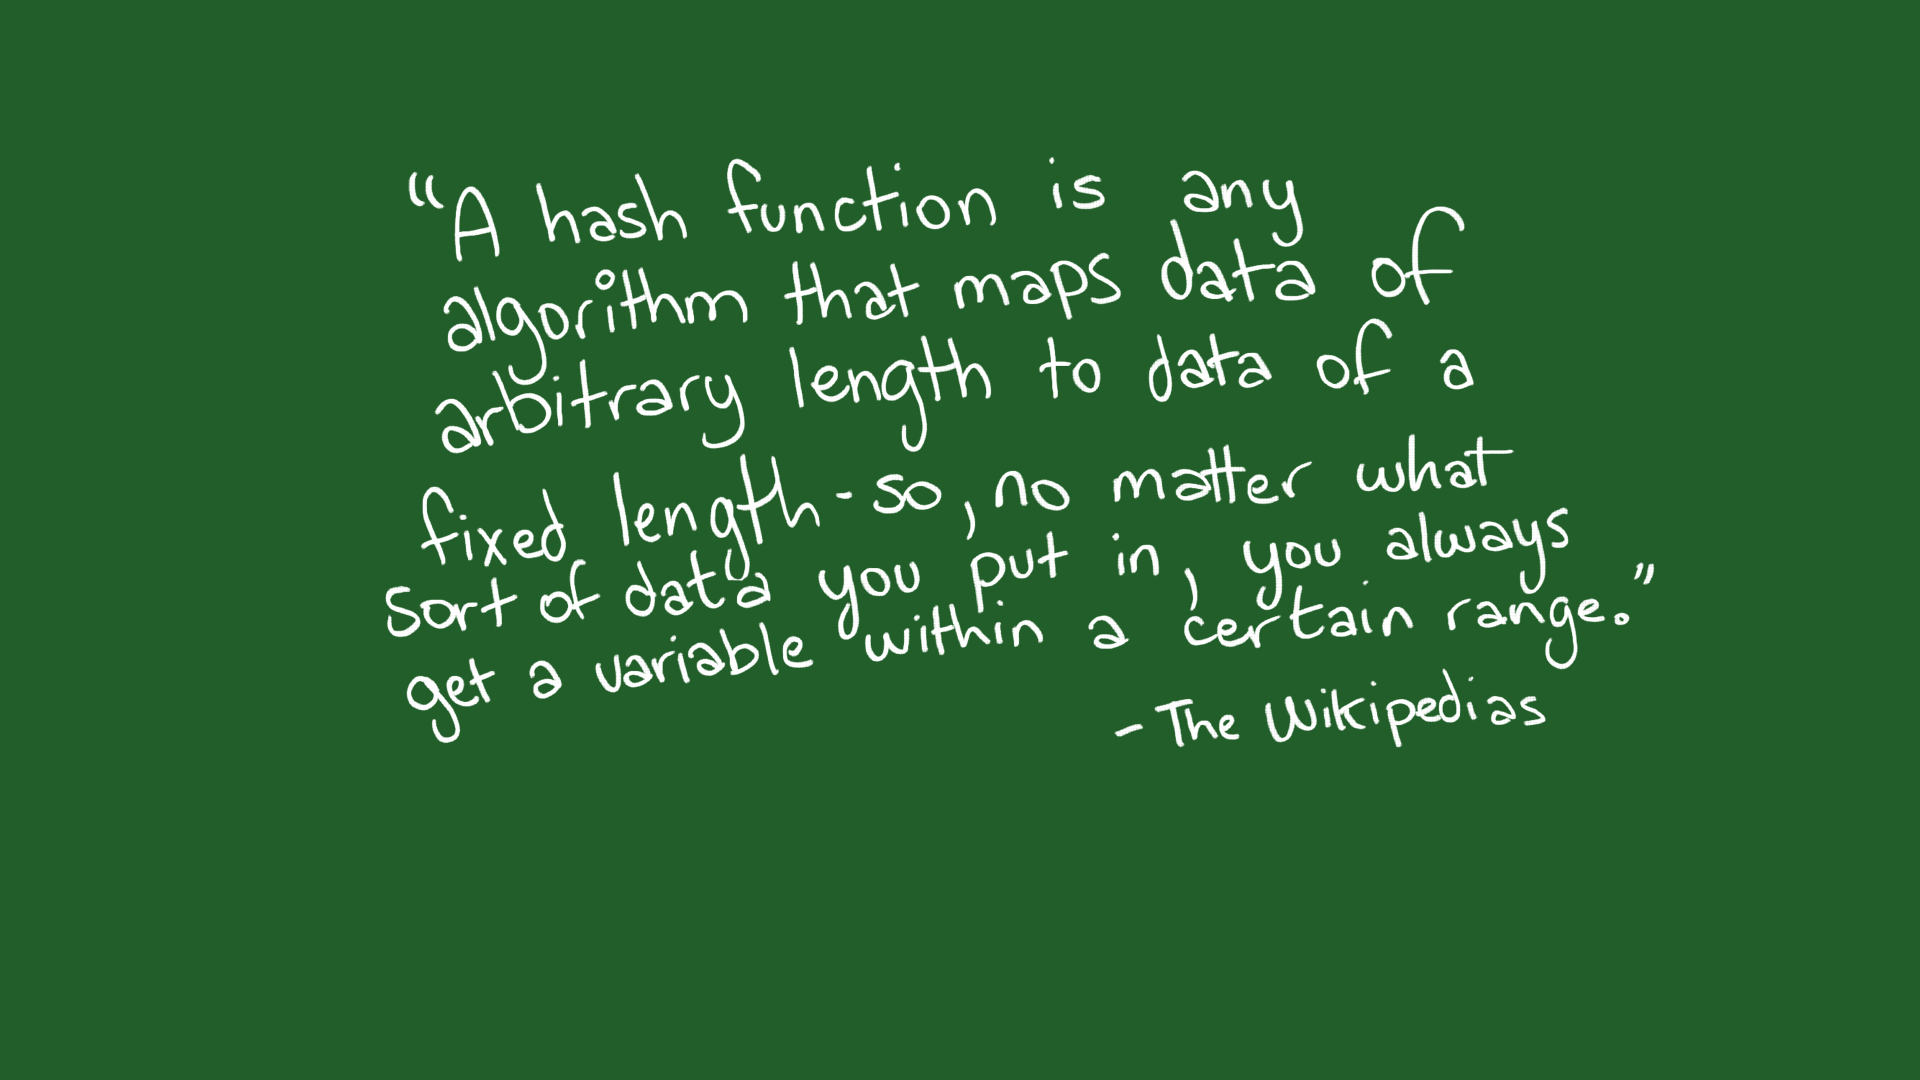 “A hash function is any
algorithm that maps data of
arbitrary length to data of a
fixed length - so, no matter what
sort of data you put in, you always
get a variable within a certain range.”
- The Wikipedias